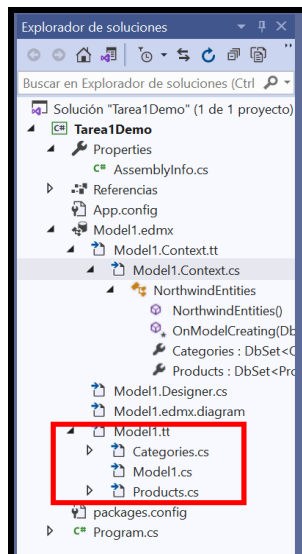 Explorador de soluciones
Buscar en Explorador de soluciones (Ctrl
Solución "Tarea1Demo" (1 de 1 proyecto)
C# Tarea1Demo
Properties
C# AssemblyInfo.cs
Referencias
App.config
Model1.edmx
Model1.Context.tt
Model1.Context.cs
NorthwindEntities
NorthwindEntities()
OnModelCreating(Db
Categories : DbSet<C
Products : DbSet<Pro
Model1.Designer.cs
Model1.edmx.diagram
Model1.tt
Categories.cs
Model1.cs
Products.cs
packages.config
C# Program.cs